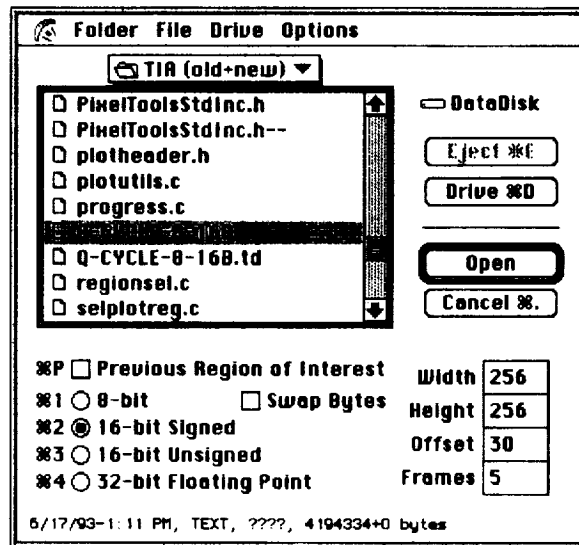 Folder File Drive Options
TIA (old+new)
PixelToolsStdInc.h
PixelToolsStdInc.h--
plotheader.h
plotutils.c
progress.c
Q-CYCLE-8-16B.td
regionsel.c
selplotreg.c
DataDisk
Eject ⌘E
Drive ⌘D
Open
Cancel ⌘.
⌘P Previous Region of Interest
⌘1 8-bit Swap Bytes
⌘2 16-bit Signed
⌘3 16-bit Unsigned
⌘4 32-bit Floating Point
Width 256
Height 256
Offset 30
Frames 5
6/17/93-1:11 PM, TEXT, ????, 4194334+0 bytes